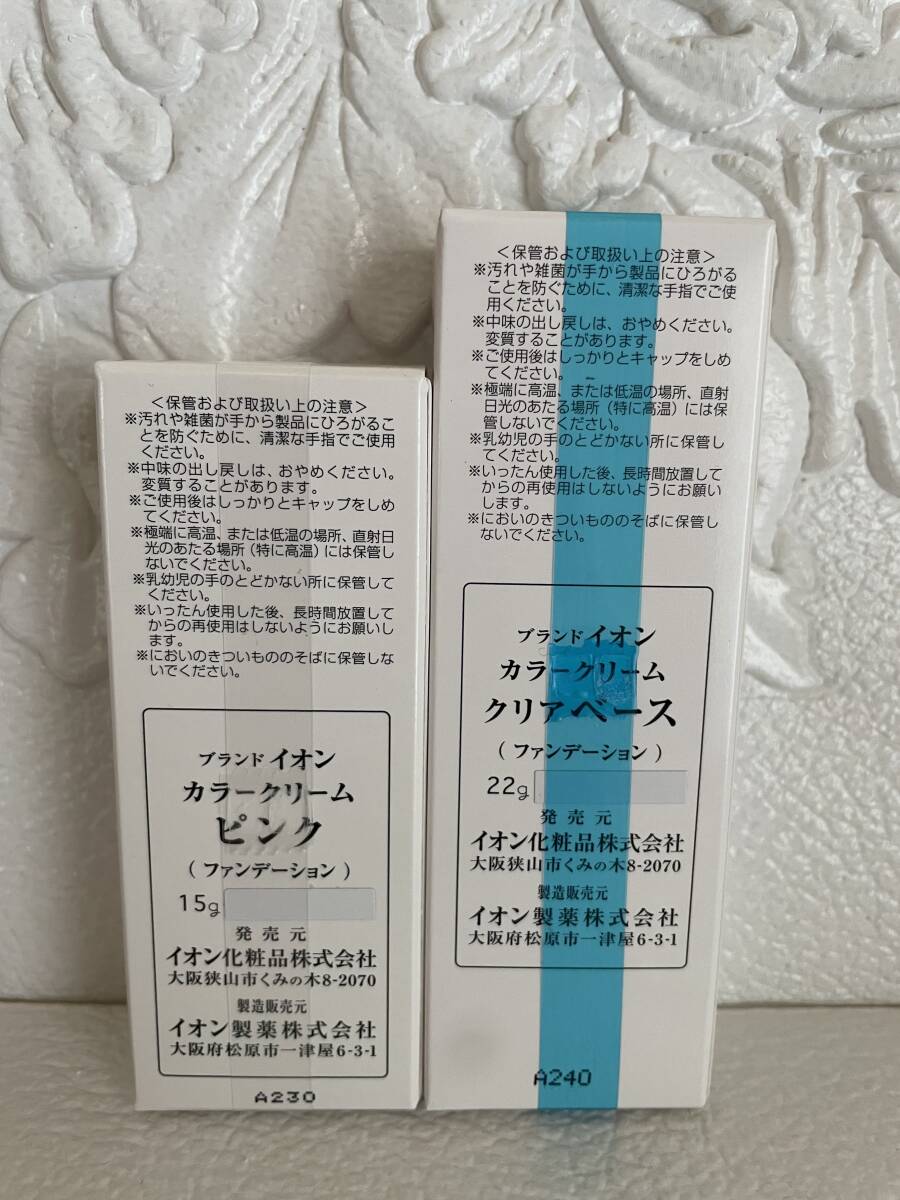 ＜保管および取扱い上の注意＞
※汚れや雑菌が手から製品にひろがるこ
とを防ぐために、清潔な手指でご使用
ください。
※中味の出し戻しは、おやめください。
変質することがあります。
※ご使用後はしっかりとキャップをしめ
てください。
※極端に高温、または低温の場所、直射日
光のあたる場所（特に高温）には保管し
ないでください。
※乳幼児の手のとどかない所に保管して
ください。
※いったん使用した後、長時間放置して
からの再使用はしないようにお願いし
ます。
※においのきついもののそばに保管しな
いでください。
ブランドイオン
カラークリーム
ピンク
（ファンデーション）
15g
発売元
イオン化粧品株式会社
大阪狭山市くみの木8-2070
製造販売元
イオン製薬株式会社
大阪府松原市一津屋6-3-1
A230
＜保管および取扱い上の注意＞
※汚れや雑菌が手から製品にひろがる
ことを防ぐために、清潔な手指でご使
用ください。
※中味の出し戻しは、おやめください。
変質することがあります。
※ご使用後はしっかりとキャップをしめ
てください。
※極端に高温、または低温の場所、直射
日光のあたる場所（特に高温）には保
管しないでください。
※乳幼児の手のとどかない所に保管し
てください。
※いったん使用した後、長時間放置して
からの再使用はしないようにお願い
します。
※においのきついもののそばに保管し
ないでください。
ブランドイオン
カラークリーム
クリアベース
（ファンデーション）
22g
発売元
イオン化粧品株式会社
大阪狭山市くみの木8-2070
製造販売元
イオン製薬株式会社
大阪府松原市一津屋6-3-1
A240